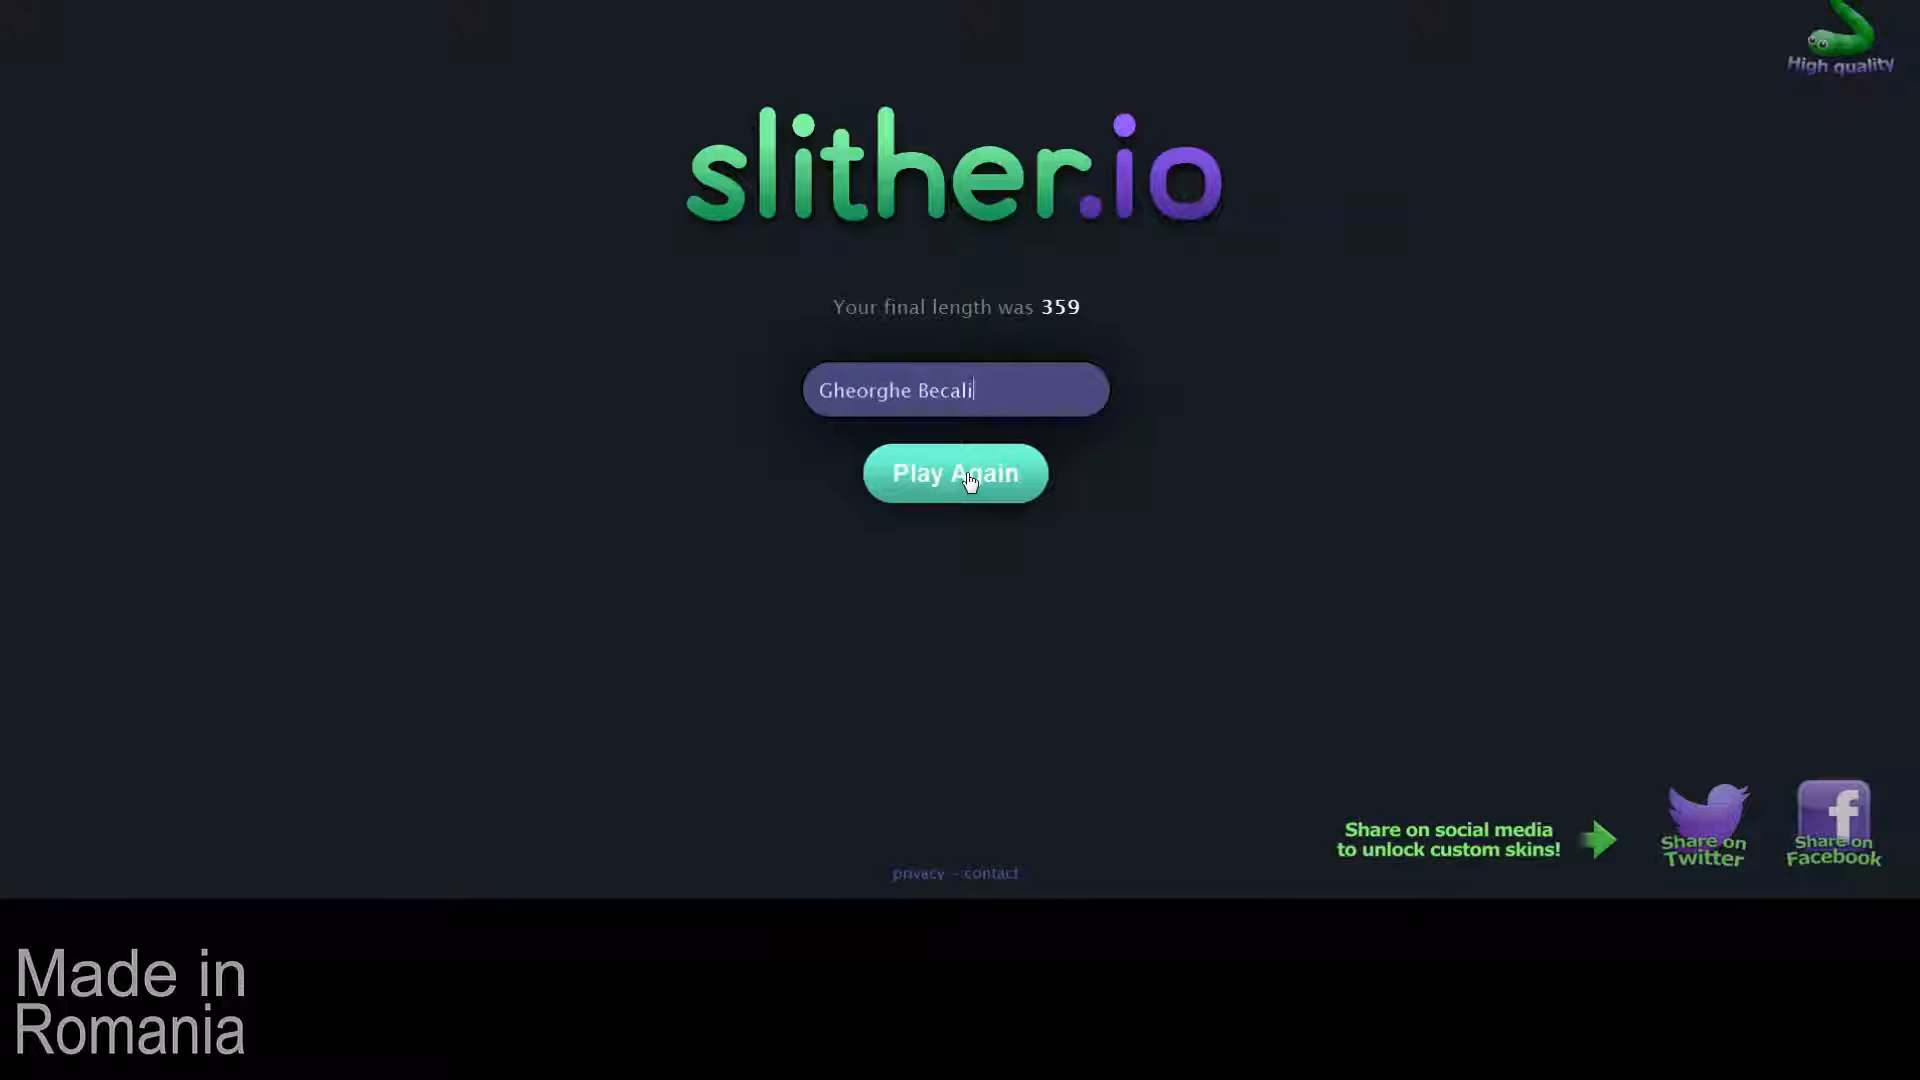 High quality
slither.io
Your final length was 359
Gheorghe Becali
Play Again
Share on social media
to unlock custom skins!
Share on
Twitter
Share on
Facebook
privacy - contact
Made in
Romania